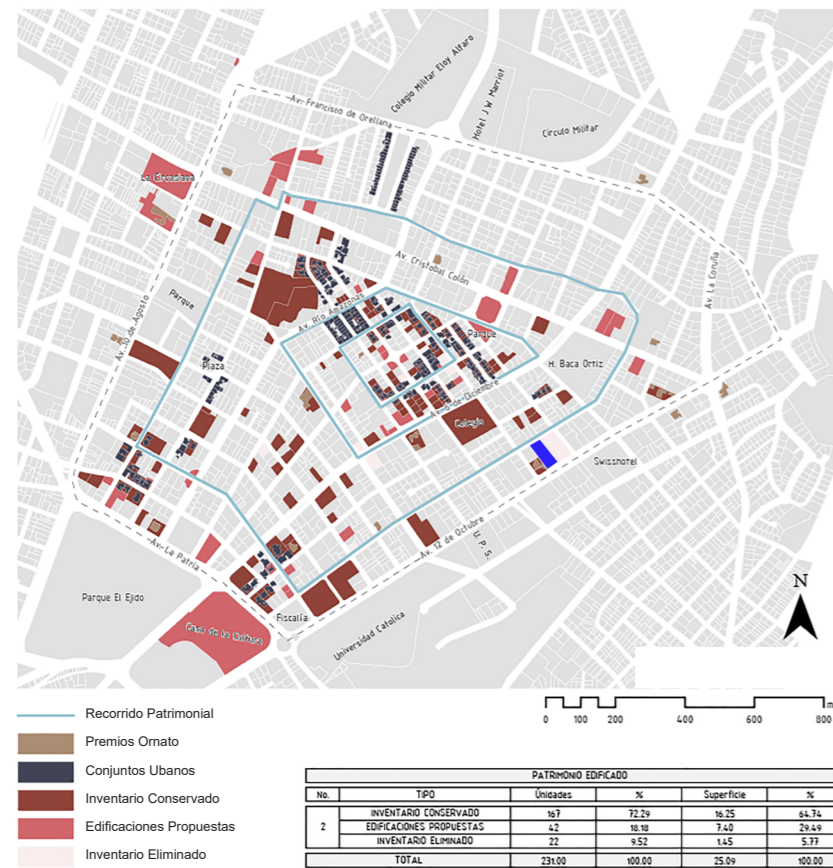 Colegio Militar Eloy Alfaro
Hotel J.W Marriot
Av. Francisco de Orellana
Círculo Militar
La Circasiana
Av. Cristobal Colón
Av. La Coruña
Parque
Av. 10 de Agosto
Av. Río Amazonas
Parque
Plaza
H. Baca Ortiz
Av. 6 de Diciembre
Colegio
Swisshotel
Av. 12 de Octubre
U. P. S.
Av. La Patria
Parque El Ejido
Fiscalía
Casa de la Cultura
Universidad Catolica
N
Recorrido Patrimonial
Premios Ornato
Conjuntos Ubanos
Inventario Conservado
Edificaciones Propuestas
Inventario Eliminado
0 100 200 400 600 800 m
PATRIMONIO EDIFICADO
No. TIPO Unidades % Superficie %
2
INVENTARIO CONSERVADO 167 72.29 16.25 64.74
EDIFICACIONES PROPUESTAS 42 18.18 7.40 29.49
INVENTARIO ELIMINADO 22 9.52 1.45 5.77
TOTAL 231.00 100.00 25.09 100.00